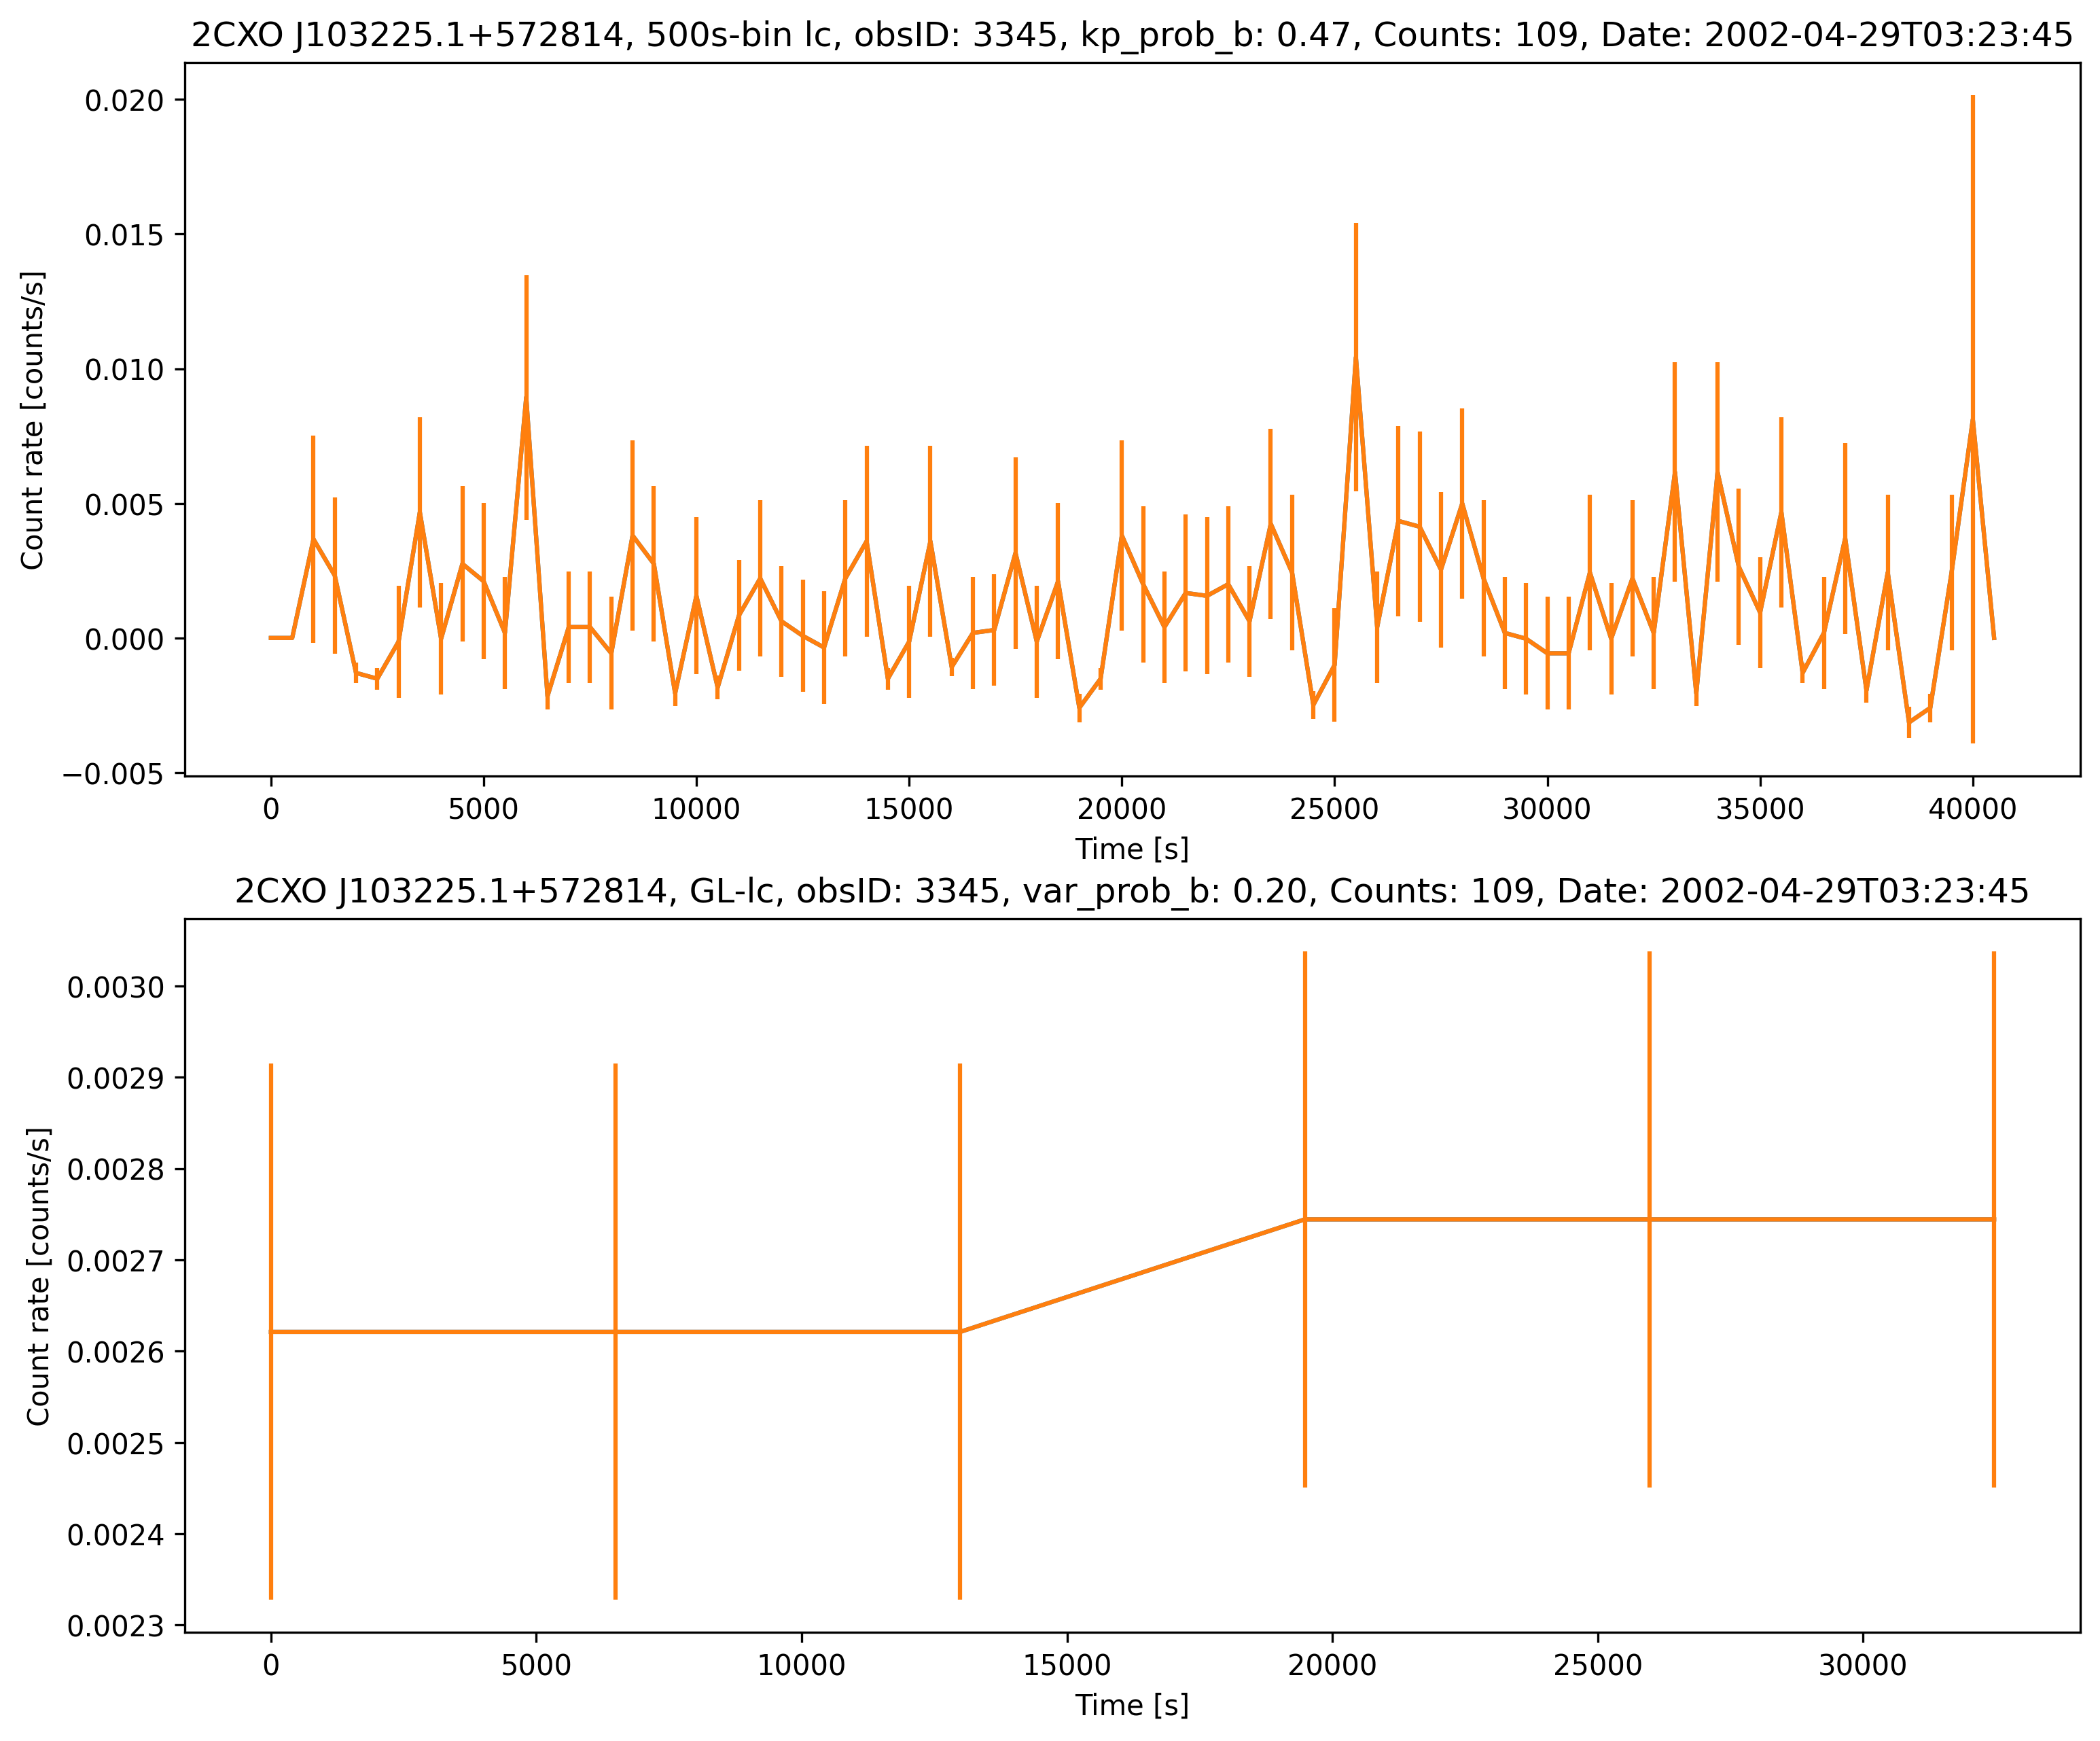 2CXO J103225.1+572814, 500s-bin lc, obsID: 3345, kp_prob_b: 0.47, Counts: 109, Date: 2002-04-29T03:23:45
Count rate [counts/s]
0.020
0.015
0.010
0.005
0.000
−0.005
0 5000 10000 15000 20000 25000 30000 35000 40000
Time [s]
2CXO J103225.1+572814, GL-lc, obsID: 3345, var_prob_b: 0.20, Counts: 109, Date: 2002-04-29T03:23:45
Count rate [counts/s]
0.0030
0.0029
0.0028
0.0027
0.0026
0.0025
0.0024
0.0023
0 5000 10000 15000 20000 25000 30000
Time [s]